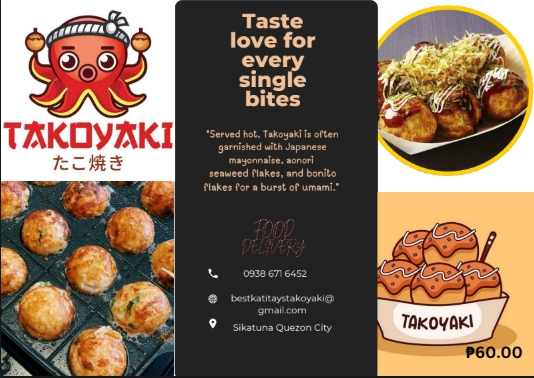 TAKOYAKI
たこ焼き
Taste
love for
every
single
bites
"Served hot, Takoyaki is often
garnished with Japanese
mayonnaise, aonori
seaweed flakes, and bonito
flakes for a burst of umami."
FOOD
DELIVERY
0938 671 6452
bestkatitaystakoyaki@
gmail.com
Sikatuna Quezon City
TAKOYAKI
₱60.00